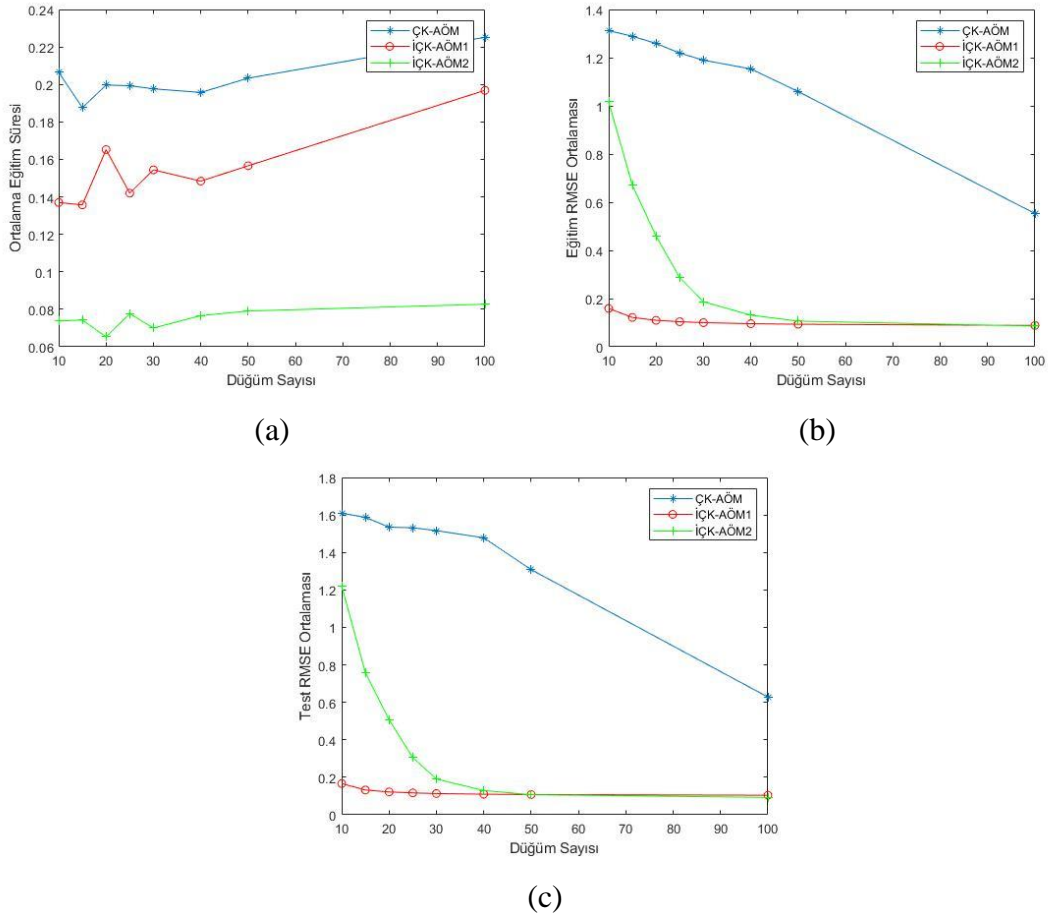 0.24
0.22
0.2
0.18
0.16
0.14
0.12
0.1
0.08
0.06
10 20 30 40 50 60 70 80 90 100
Ortalama Eğitim Süresi
Düğüm Sayısı
ÇK-AÖM
İÇK-AÖM1
İÇK-AÖM2
(a)
1.4
1.2
1
0.8
0.6
0.4
0.2
0
10 20 30 40 50 60 70 80 90 100
Eğitim RMSE Ortalaması
Düğüm Sayısı
ÇK-AÖM
İÇK-AÖM1
İÇK-AÖM2
(b)
1.8
1.6
1.4
1.2
1
0.8
0.6
0.4
0.2
0
10 20 30 40 50 60 70 80 90 100
Test RMSE Ortalaması
Düğüm Sayısı
ÇK-AÖM
İÇK-AÖM1
İÇK-AÖM2
(c)